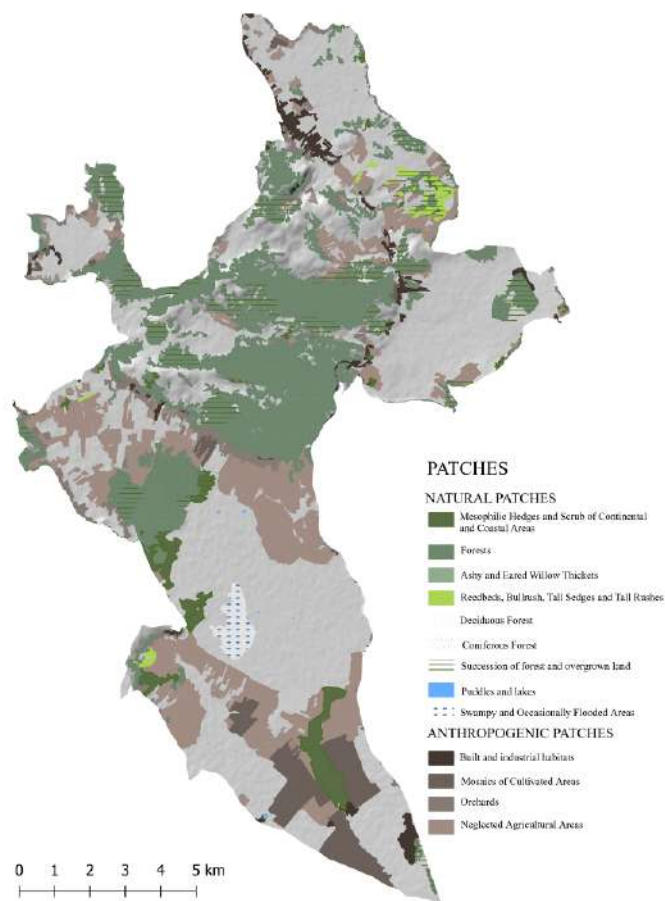 PATCHES
NATURAL PATCHES
Mesophilic Hedges and Scrub of Continental
and Coastal Areas
Forests
Ashy and Eared Willow Thickets
Reedbeds, Bullrush, Tall Sedges and Tall Rushes
Deciduous Forest
Coniferous Forest
Succession of forest and overgrown land
Puddles and lakes
Swampy and Occasionally Flooded Areas
ANTHROPOGENIC PATCHES
Built and industrial habitats
Mosaics of Cultivated Areas
Orchards
Neglected Agricultural Areas
0 1 2 3 4 5 km